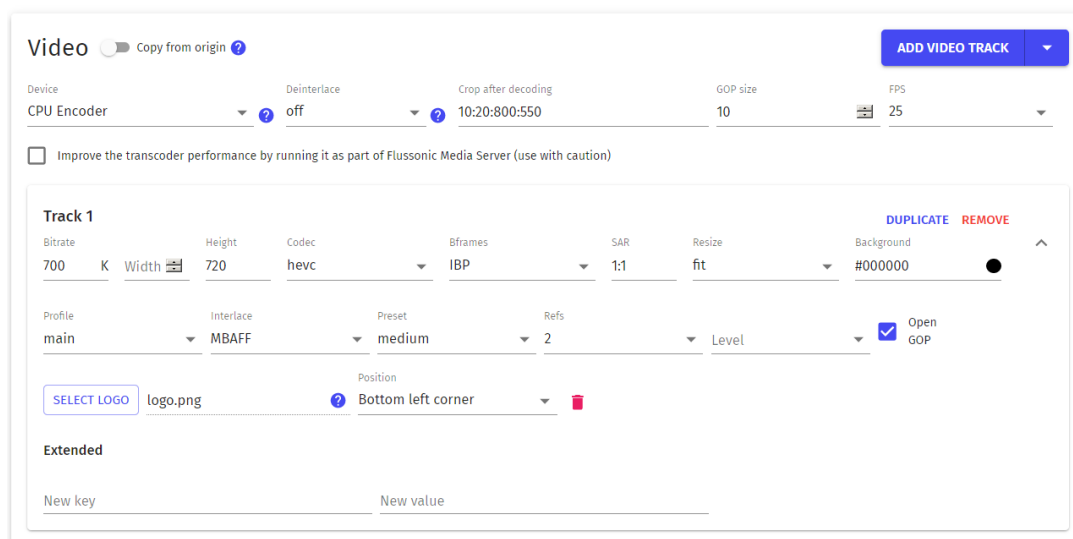 Video Copy from origin ? ADD VIDEO TRACK
Device Deinterlace Crop after decoding GOP size FPS
CPU Encoder ? off ? 10:20:800:550 10 25
Improve the transcoder performance by running it as part of Flussonic Media Server (use with caution)
Track 1 DUPLICATE REMOVE
Bitrate Height Codec Bframes SAR Resize Background
700 K Width 720 hevc IBP 1:1 fit #000000
Profile Interlace Preset Refs Open
main MBAFF medium 2 Level GOP
Position
SELECT LOGO logo.png ? Bottom left corner
Extended
New key New value